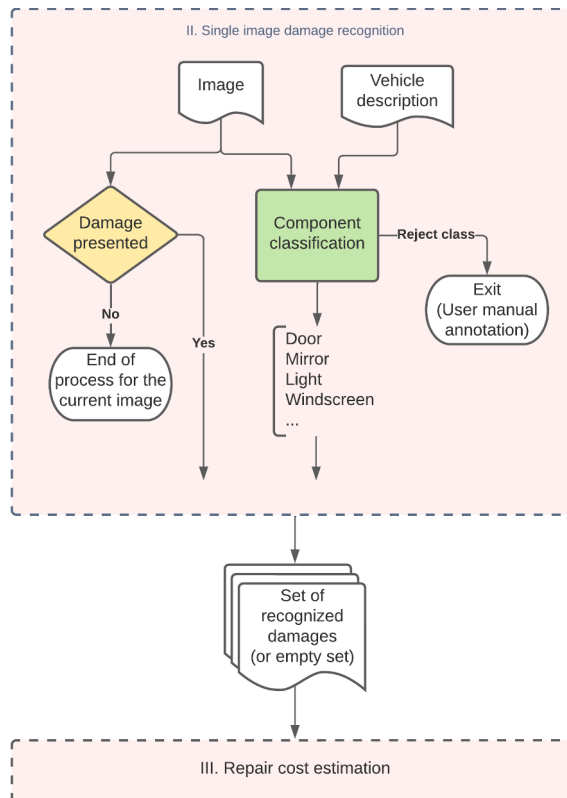 II. Single image damage recognition
Image
Vehicle
description
Damage
presented
Component
classification
Reject class
Exit
(User manual
annotation)
No
Yes
End of
process for the
current image
Door
Mirror
Light
Windscreen
...
Set of
recognized
damages
(or empty set)
III. Repair cost estimation